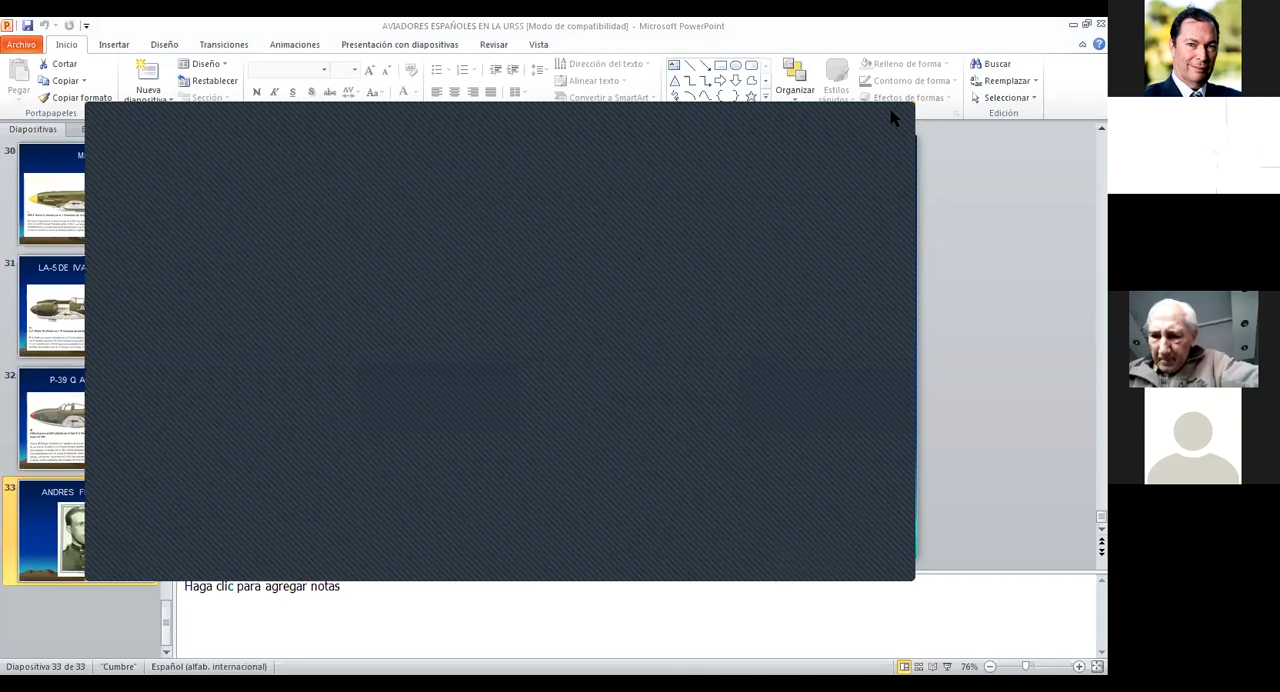 AVIADORES ESPAÑOLES EN LA URSS [Modo de compatibilidad] - Microsoft PowerPoint
Archivo Inicio Insertar Diseño Transiciones Animaciones Presentación con diapositivas Revisar Vista
Cortar Diseño Dirección del texto Relleno de forma Buscar
Copiar Restablecer Alinear texto Contorno de forma Reemplazar
Pegar Copiar formato Nueva diapositiva Sección Convertir a SmartArt Organizar Estilos rápidos Efectos de formas Seleccionar
Portapapeles Edición
Diapositivas
30
31 LA-5 DE
32 P-39 Q
33 ANDRES
Haga clic para agregar notas
Diapositiva 33 de 33 "Cumbre" Español (alfab. internacional) 76%